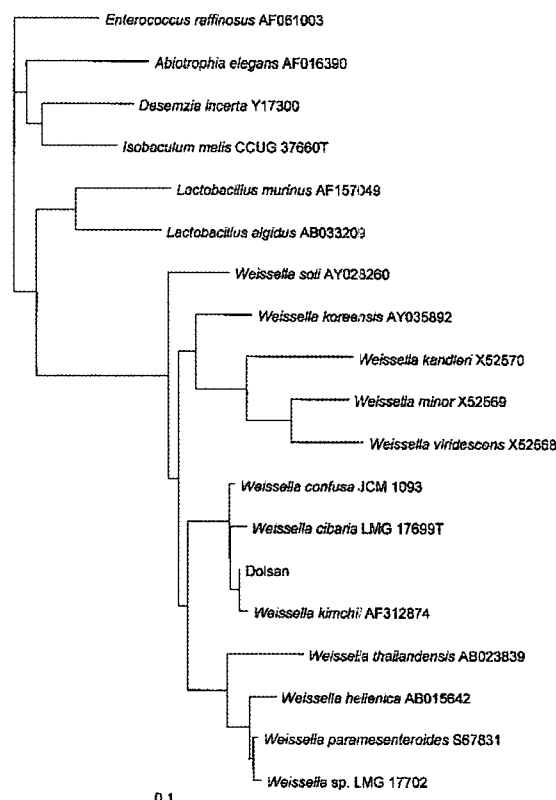 Enterococcus raffinosus AF061003
Abiotrophia elegans AF016390
Desemzia incerta Y17300
Isobaculum melis CCUG 37660T
Lactobacillus murinus AF157049
Lactobacillus algidus AB033209
Weissella soli AY028260
Weissella koreensis AY035892
Weissella kandleri X52570
Weissella minor X52569
Weissella viridescens X52568
Weissella confusa JCM 1093
Weissella cibaria LMG 17699T
Dolsan
Weissella kimchii AF312874
Weissella thailandensis AB023839
Weissella hellenica AB015642
Weissella paramesenteroides S67831
Weissella sp. LMG 17702
0.1